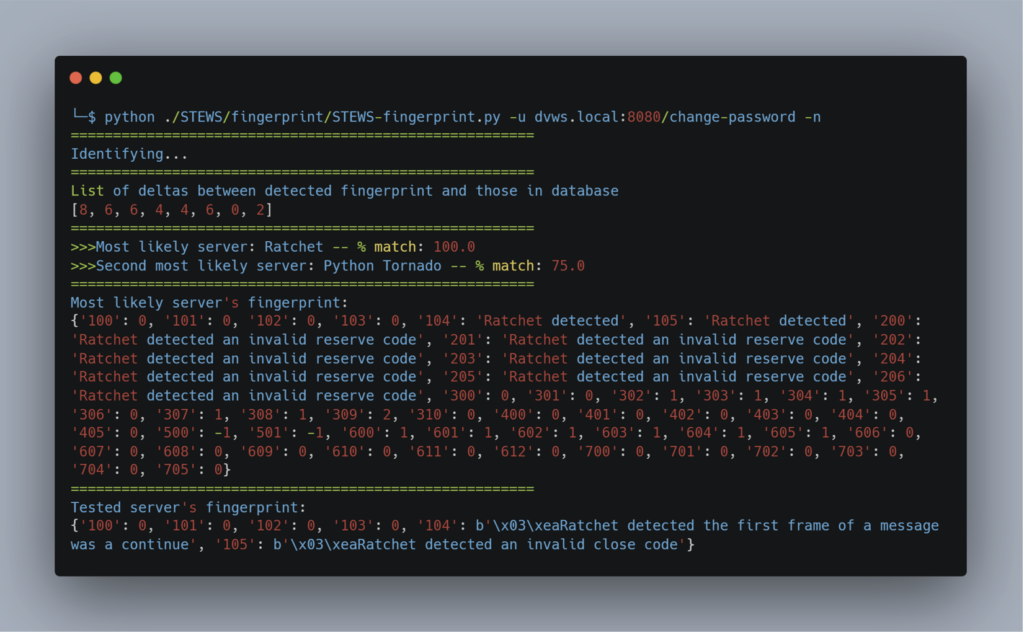 └─$ python ./STEWS/fingerprint/STEWS-fingerprint.py -u dvws.local:8080/change-password -n
=======================================================
Identifying...
=======================================================
List of deltas between detected fingerprint and those in database
[8, 6, 6, 4, 4, 6, 0, 2]
=======================================================
>>>Most likely server: Ratchet -- % match: 100.0
>>>Second most likely server: Python Tornado -- % match: 75.0
=======================================================
Most likely server's fingerprint:
{'100': 0, '101': 0, '102': 0, '103': 0, '104': 'Ratchet detected', '105': 'Ratchet detected', '200':
'Ratchet detected an invalid reserve code', '201': 'Ratchet detected an invalid reserve code', '202':
'Ratchet detected an invalid reserve code', '203': 'Ratchet detected an invalid reserve code', '204':
'Ratchet detected an invalid reserve code', '205': 'Ratchet detected an invalid reserve code', '206':
'Ratchet detected an invalid reserve code', '300': 0, '301': 0, '302': 1, '303': 1, '304': 1, '305': 1,
'306': 0, '307': 1, '308': 1, '309': 2, '310': 0, '400': 0, '401': 0, '402': 0, '403': 0, '404': 0,
'405': 0, '500': -1, '501': -1, '600': 1, '601': 1, '602': 1, '603': 1, '604': 1, '605': 1, '606': 0,
'607': 0, '608': 0, '609': 0, '610': 0, '611': 0, '612': 0, '700': 0, '701': 0, '702': 0, '703': 0,
'704': 0, '705': 0}
=======================================================
Tested server's fingerprint:
{'100': 0, '101': 0, '102': 0, '103': 0, '104': b'\x03\xeaRatchet detected the first frame of a message
was a continue', '105': b'\x03\xeaRatchet detected an invalid close code'}